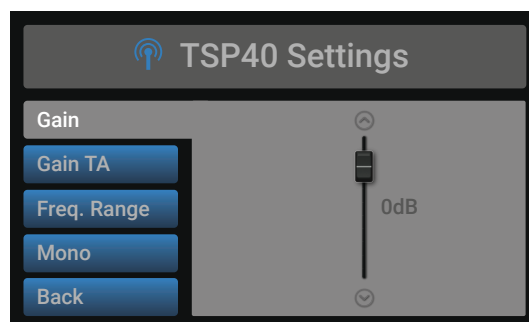 TSP40 Settings
Gain
Gain TA
0dB
Freq. Range
Mono
Back